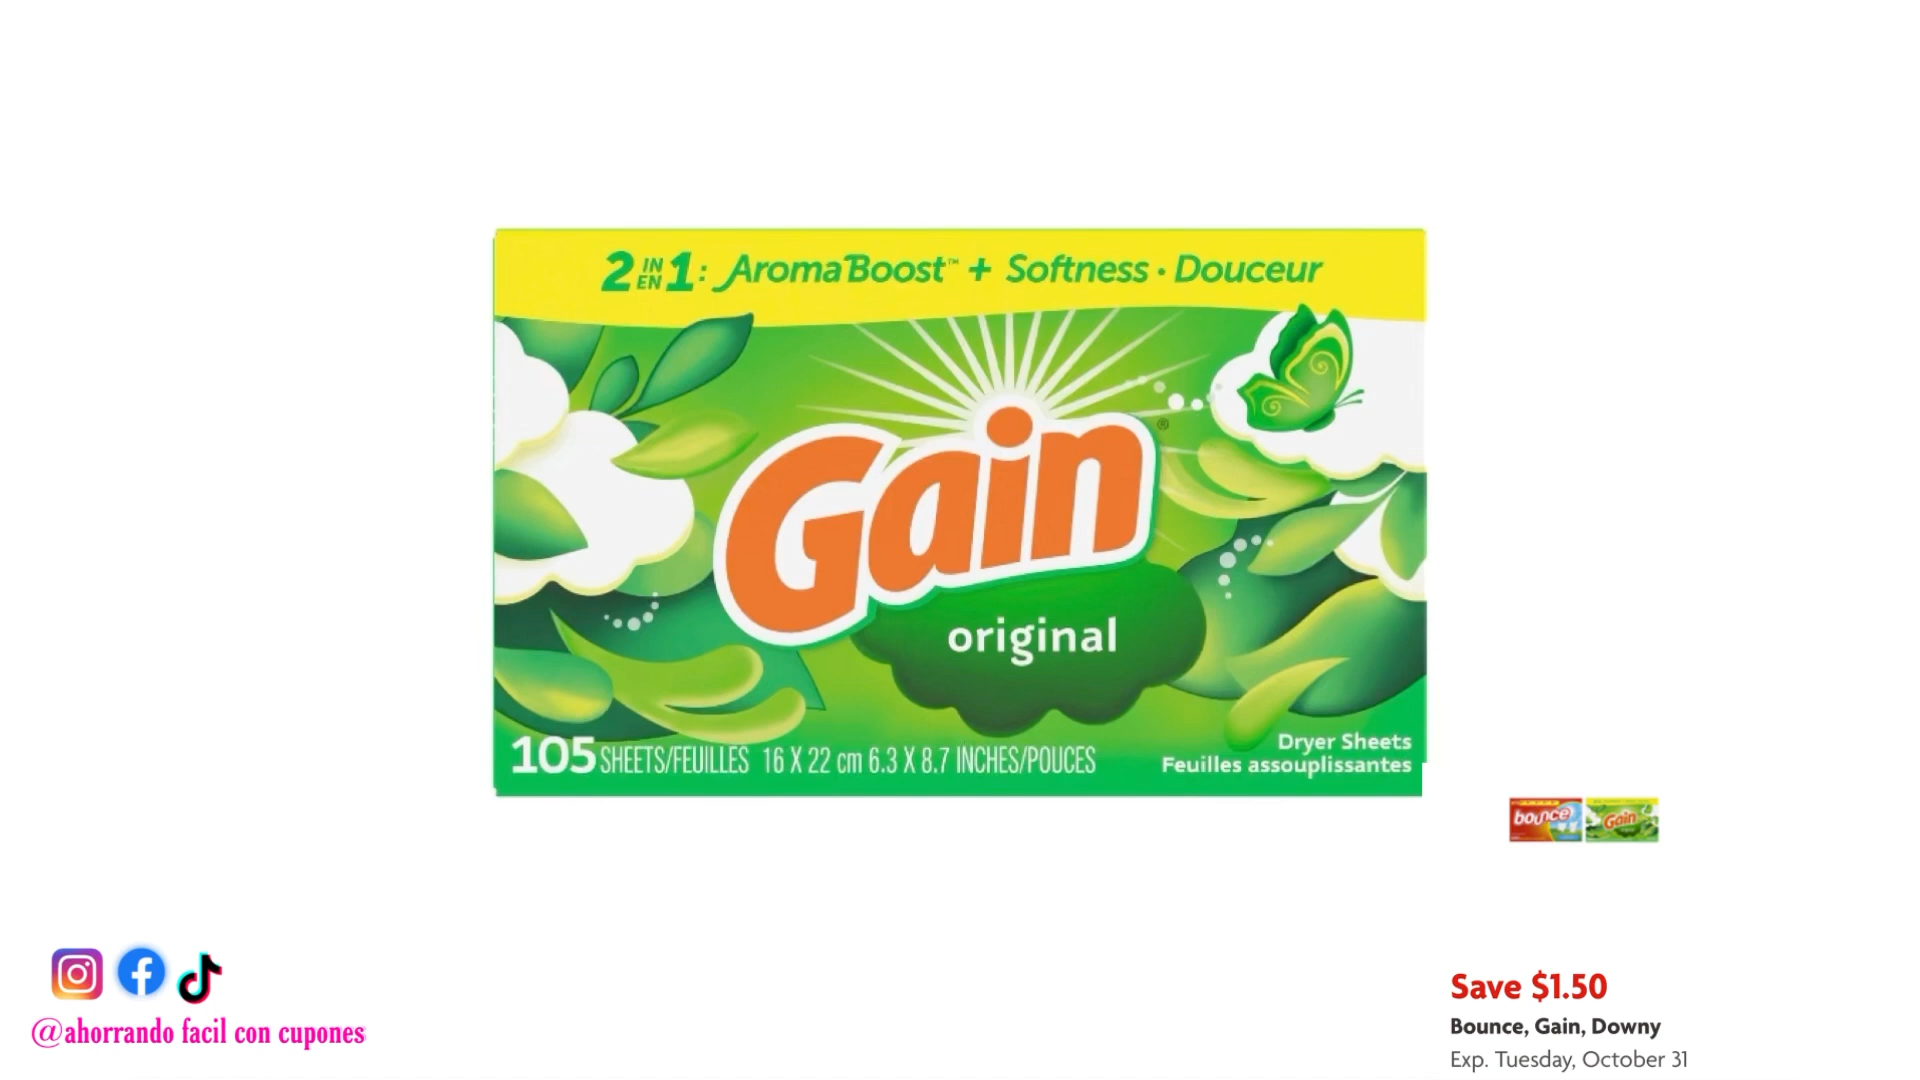 2 IN EN 1: AromaBoost™ + Softness · Douceur
Gain®
original
105 SHEETS/FEUILLES 16 X 22 cm 6.3 X 8.7 INCHES/POUCES
Dryer Sheets
Feuilles assouplissantes
bounce
Gain
@ahorrando facil con cupones
Save $1.50
Bounce, Gain, Downy
Exp. Tuesday, October 31